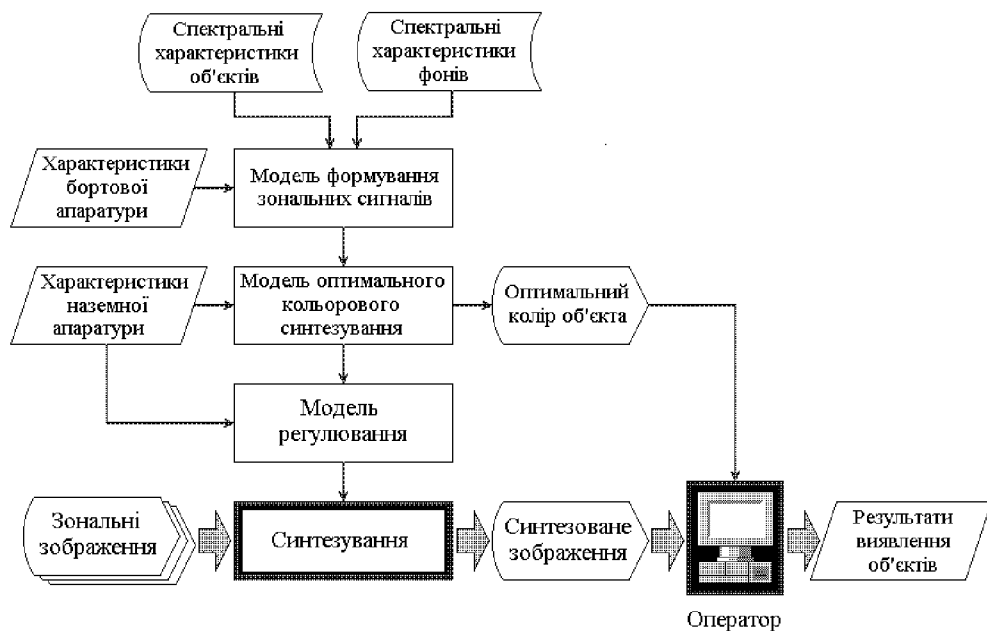 Спектральні
характеристики
об'єктів
Спектральні
характеристики
фонів
Характеристики
бортової
апаратури
Модель формування
зональних сигналів
Характеристики
наземної
апаратури
Модель оптимального
кольорового
синтезування
Оптимальний
колір об'єкта
Модель
регулювання
Зональні
зображення
Синтезування
Синтезоване
зображення
Результати
виявлення
об'єктів
Оператор